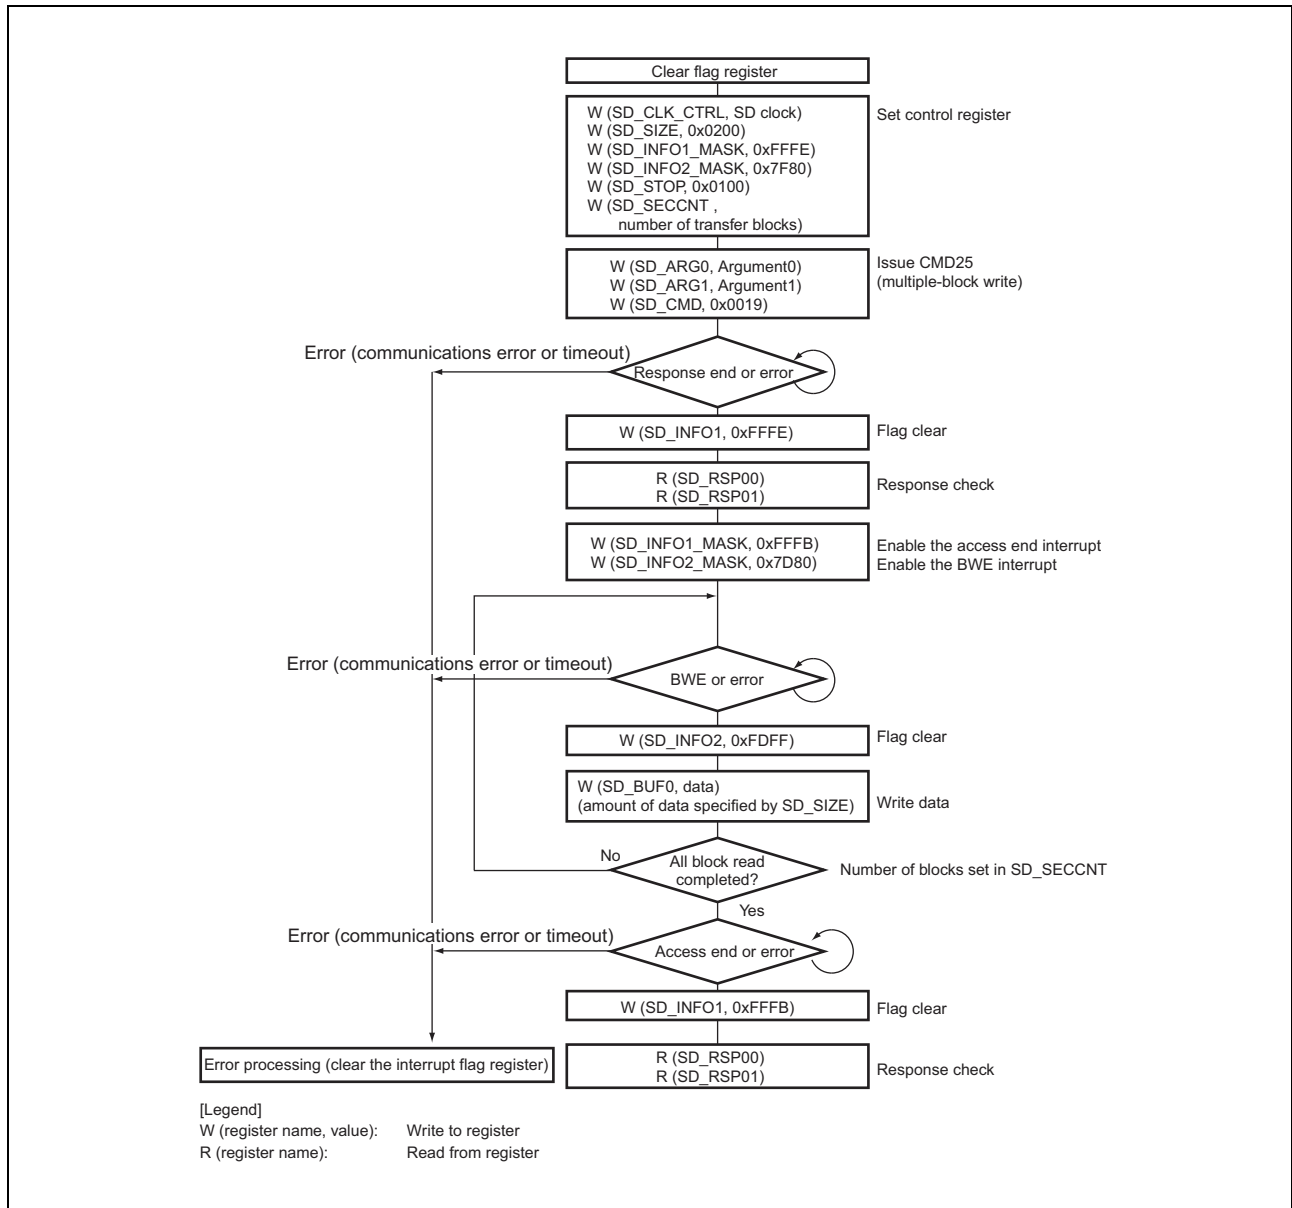 Clear flag register
W (SD_CLK_CTRL, SD clock)
W (SD_SIZE, 0x0200)
W (SD_INFO1_MASK, 0xFFFE)
W (SD_INFO2_MASK, 0x7F80)
W (SD_STOP, 0x0100)
W (SD_SECCNT ,
number of transfer blocks)
Set control register
W (SD_ARG0, Argument0)
W (SD_ARG1, Argument1)
W (SD_CMD, 0x0019)
Issue CMD25
(multiple-block write)
Error (communications error or timeout)
Response end or error
W (SD_INFO1, 0xFFFE)
Flag clear
R (SD_RSP00)
R (SD_RSP01)
Response check
W (SD_INFO1_MASK, 0xFFFB)
W (SD_INFO2_MASK, 0x7D80)
Enable the access end interrupt
Enable the BWE interrupt
Error (communications error or timeout)
BWE or error
W (SD_INFO2, 0xFDFF)
Flag clear
W (SD_BUF0, data)
(amount of data specified by SD_SIZE)
Write data
No
All block read
completed?
Number of blocks set in SD_SECCNT
Yes
Error (communications error or timeout)
Access end or error
W (SD_INFO1, 0xFFFB)
Flag clear
Error processing (clear the interrupt flag register)
R (SD_RSP00)
R (SD_RSP01)
Response check
[Legend]
W (register name, value): Write to register
R (register name): Read from register